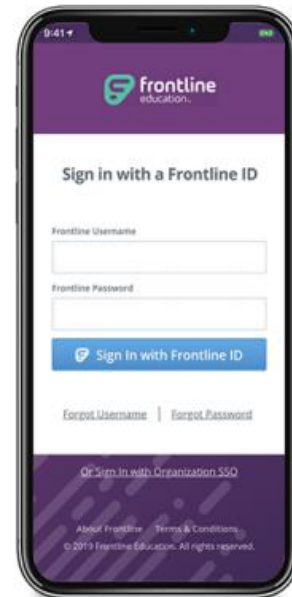 9:41
frontline
education™
Sign in with a Frontline ID
Frontline Username
Frontline Password
Sign In with Frontline ID
Forgot Username | Forgot Password
Or Sign In with Organization SSO
About Frontline Terms & Conditions
© 2019 Frontline Education. All rights reserved.